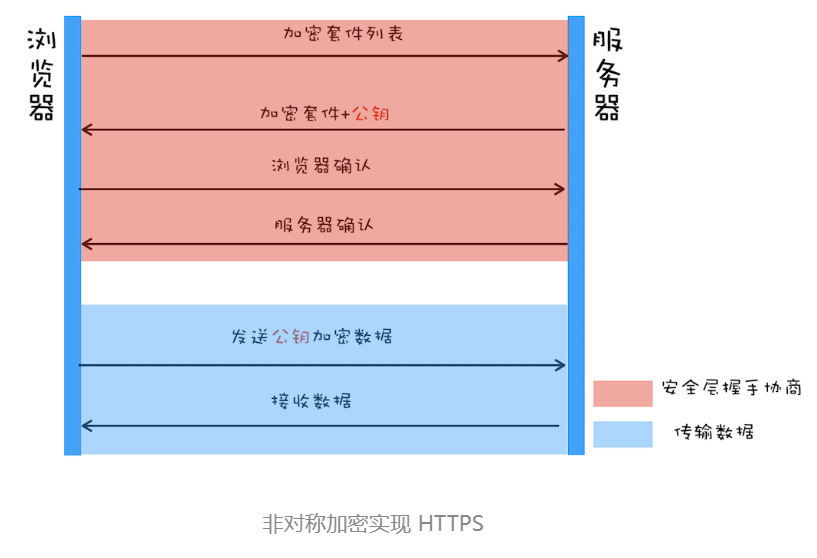 浏览器
服务器
加密套件列表
加密套件+公钥
浏览器确认
服务器确认
发送公钥加密数据
接收数据
安全层握手协商
传输数据
非对称加密实现 HTTPS